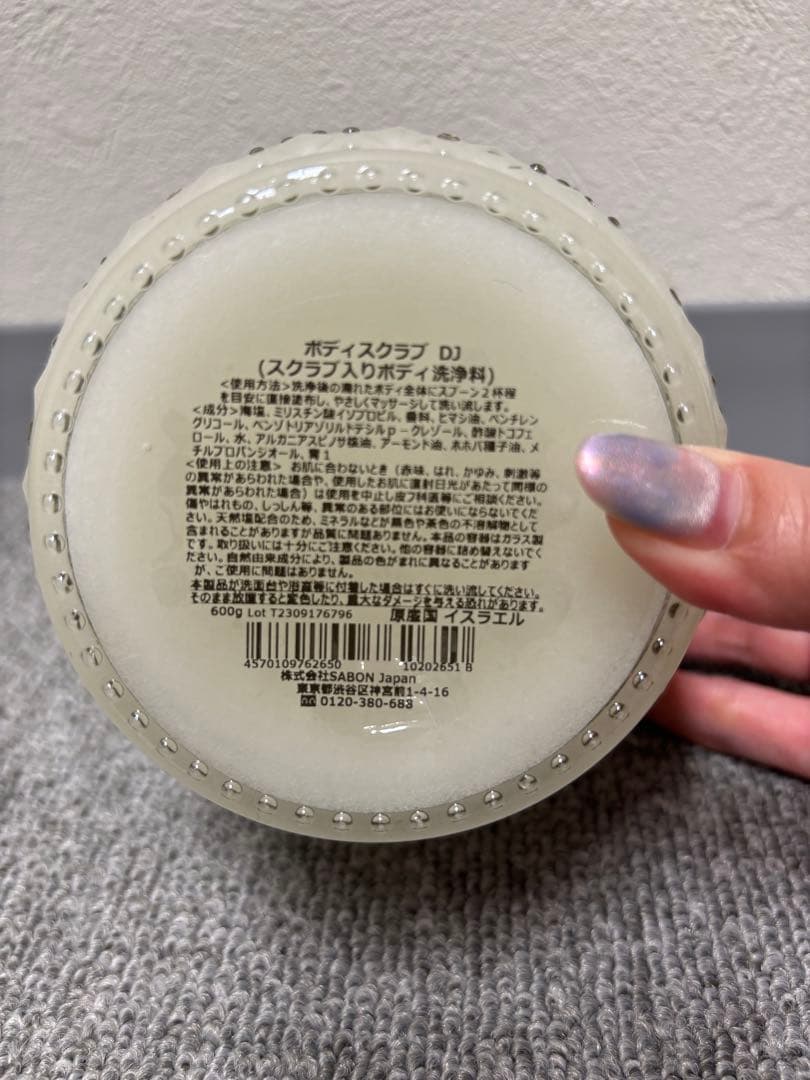 ボディスクラブ DJ
(スクラブ入りボディ洗浄料)
<使用方法>洗浄後の濡れたボディ全体にスプーン2杯程
を目安に直接塗布し、やさしくマッサージして洗い流します。
<成分>海塩、ミリスチン酸イソプロピル、香料、ヒマシ油、ペンチレン
グリコール、ベンゾトリアゾリルドデシルp-クレゾール、酢酸トコフェ
ロール、水、アルガニアスピノサ核油、アーモンド油、ホホバ種子油、メ
チルプロパンジオール、青1
<使用上の注意> お肌に合わないとき(赤味、はれ、かゆみ、刺激等
の異常があらわれた場合や、使用したお肌に直射日光があたって同様の
異常があらわれた場合)は使用を中止し皮フ科医等にご相談ください。
傷やはれもの、しっしん等、異常のある部位にはお使いにならないでくだ
さい。天然塩配合のため、ミネラルなどが黒色や茶色の不溶解物として
含まれることがありますが品質に問題ありません。本品の容器はガラス製
です。取り扱いには十分にご注意ください。他の容器に詰め替えないでく
ださい。自然由来成分により、製品の色がまれに異なることがあります
が、ご使用に問題はありません。
本製品が洗面台や浴室等に付着した場合はすぐに洗い流してください。
そのまま放置すると変色したり、重大なダメージを与える恐れがあります。
600g Lot T2309176796 原産国 イスラエル
4570109762650 10202651 B
株式会社SABON Japan
東京都渋谷区神宮前1-4-16
0120-380-688